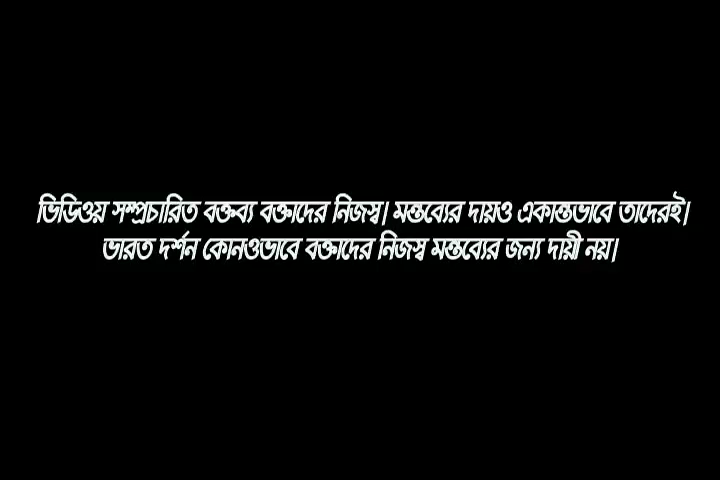 ভিডিওয় সম্প্রচারিত বক্তব্য বক্তাদের নিজস্ব। মন্তব্যের দায়ও একান্তভাবে তাদেরই।
ভারত দর্শন কোনওভাবে বক্তাদের নিজস্ব মন্তব্যের জন্য দায়ী নয়।